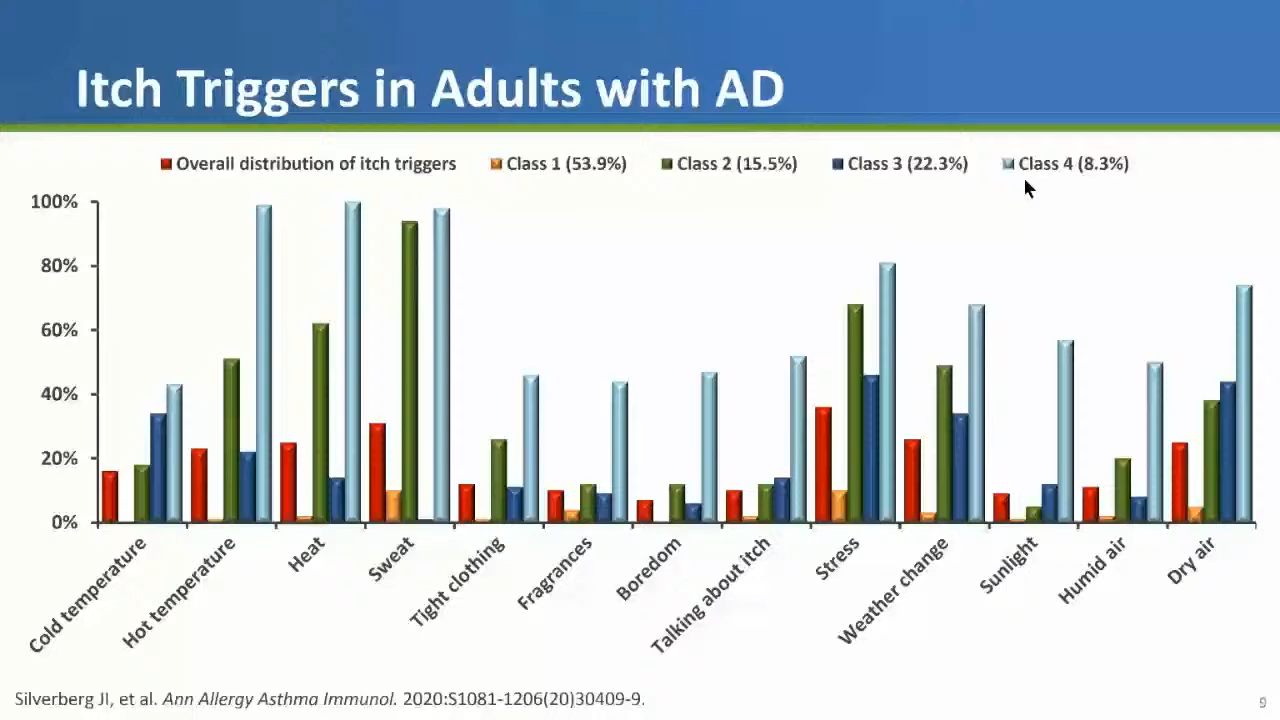 Itch Triggers in Adults with AD
Overall distribution of itch triggers Class 1 (53.9%) Class 2 (15.5%) Class 3 (22.3%) Class 4 (8.3%)
100%
80%
60%
40%
20%
0%
Cold temperature
Hot temperature
Heat
Sweat
Tight clothing
Fragrances
Boredom
Talking about itch
Stress
Weather change
Sunlight
Humid air
Dry air
Silverberg JI, et al. Ann Allergy Asthma Immunol. 2020:S1081-1206(20)30409-9.
9